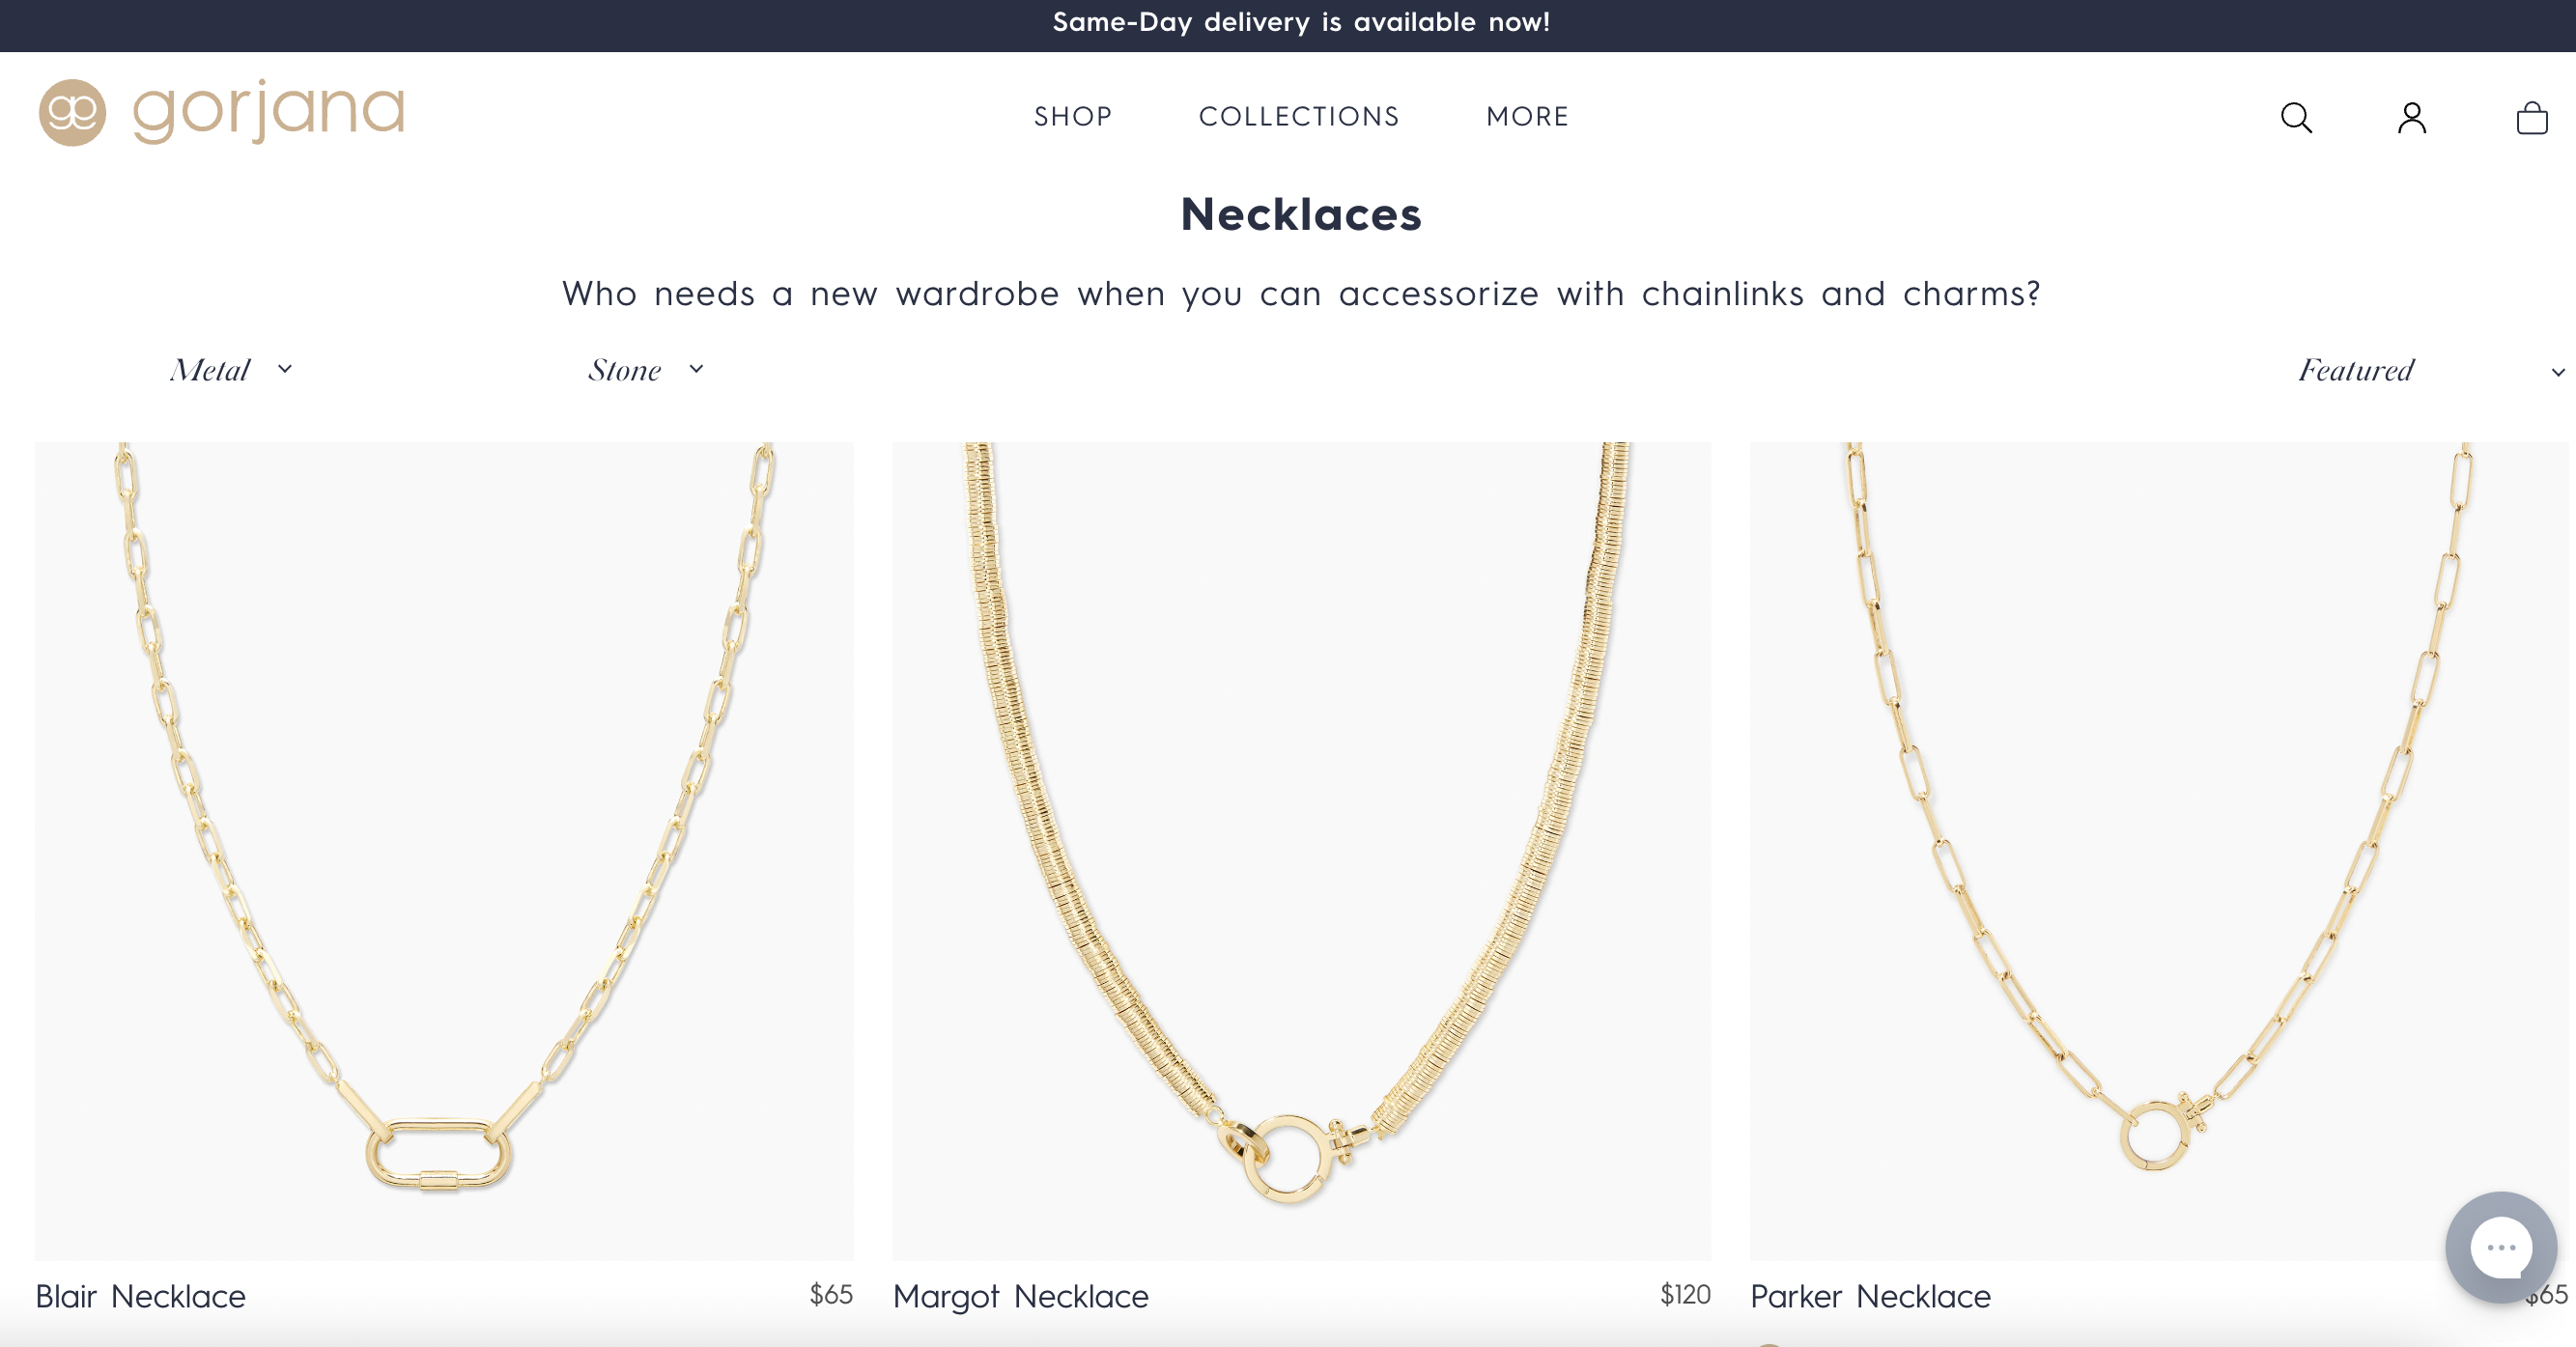 Same-Day delivery is available now!
gorjana
SHOP COLLECTIONS MORE
Necklaces
Who needs a new wardrobe when you can accessorize with chainlinks and charms?
Metal Stone Featured
Blair Necklace $65 Margot Necklace $120 Parker Necklace $65